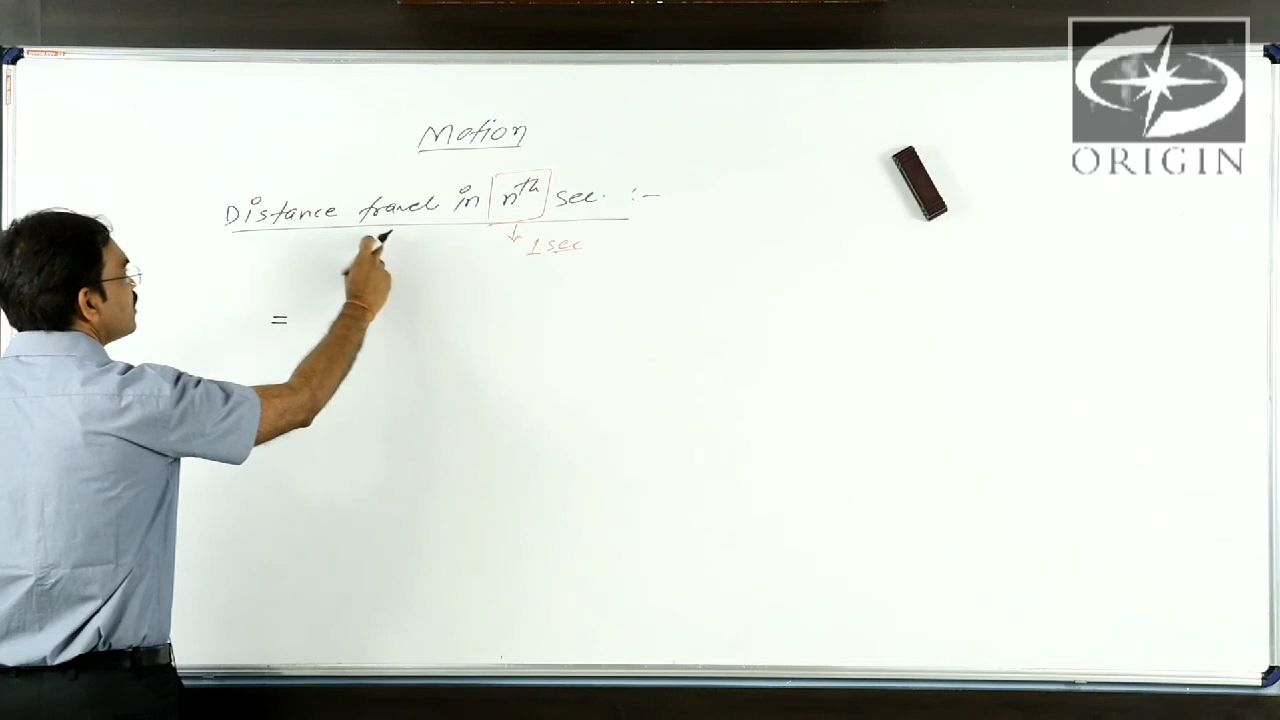 ORIGIN
Motion
Distance travel in nth sec. :-
1 sec
=